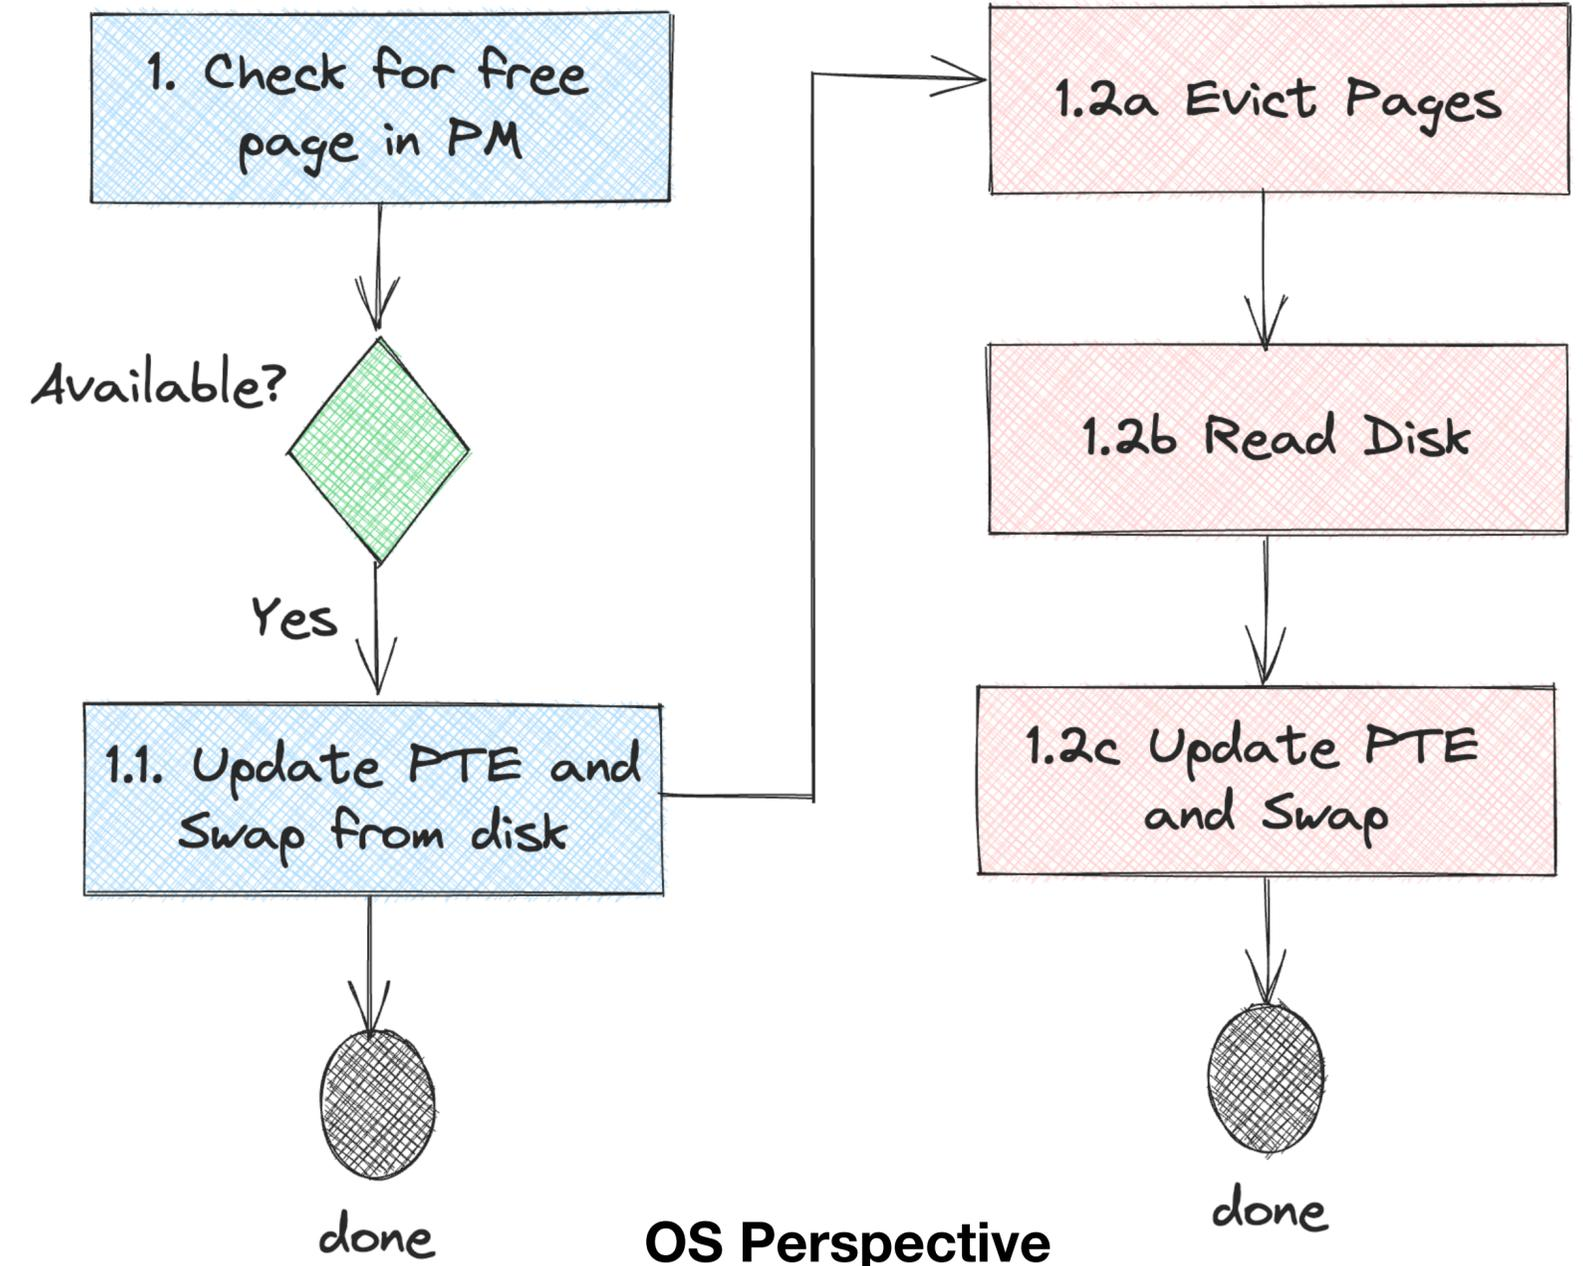 1. Check for free
page in PM
Available?
Yes
1.1. Update PTE and
Swap from disk
done
1.2a Evict Pages
1.2b Read Disk
1.2c Update PTE
and Swap
done
OS Perspective